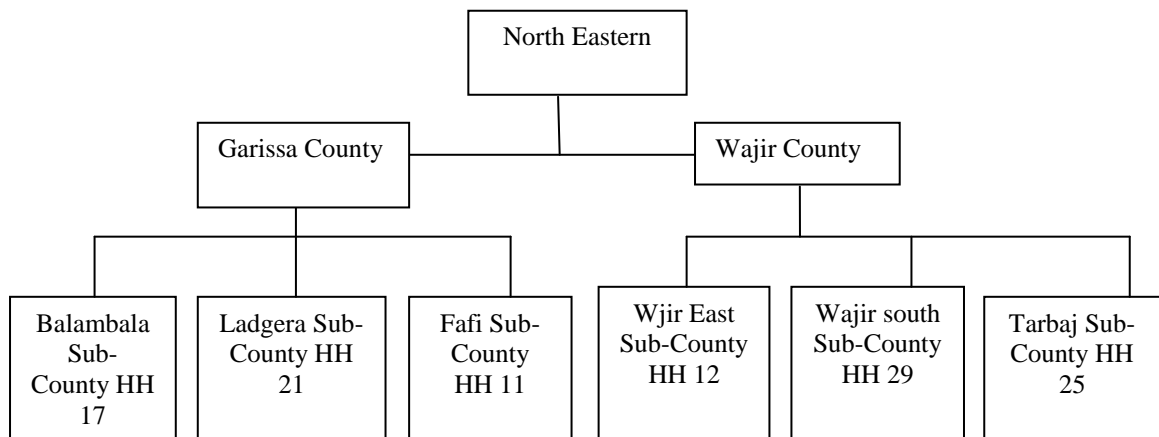 North Eastern
Garissa County
Wajir County
Balambala
Sub-
County HH
17
Ladgera Sub-
County HH
21
Fafi Sub-
County
HH 11
Wjir East
Sub-County
HH 12
Wajir south
Sub-County
HH 29
Tarbaj Sub-
County HH
25